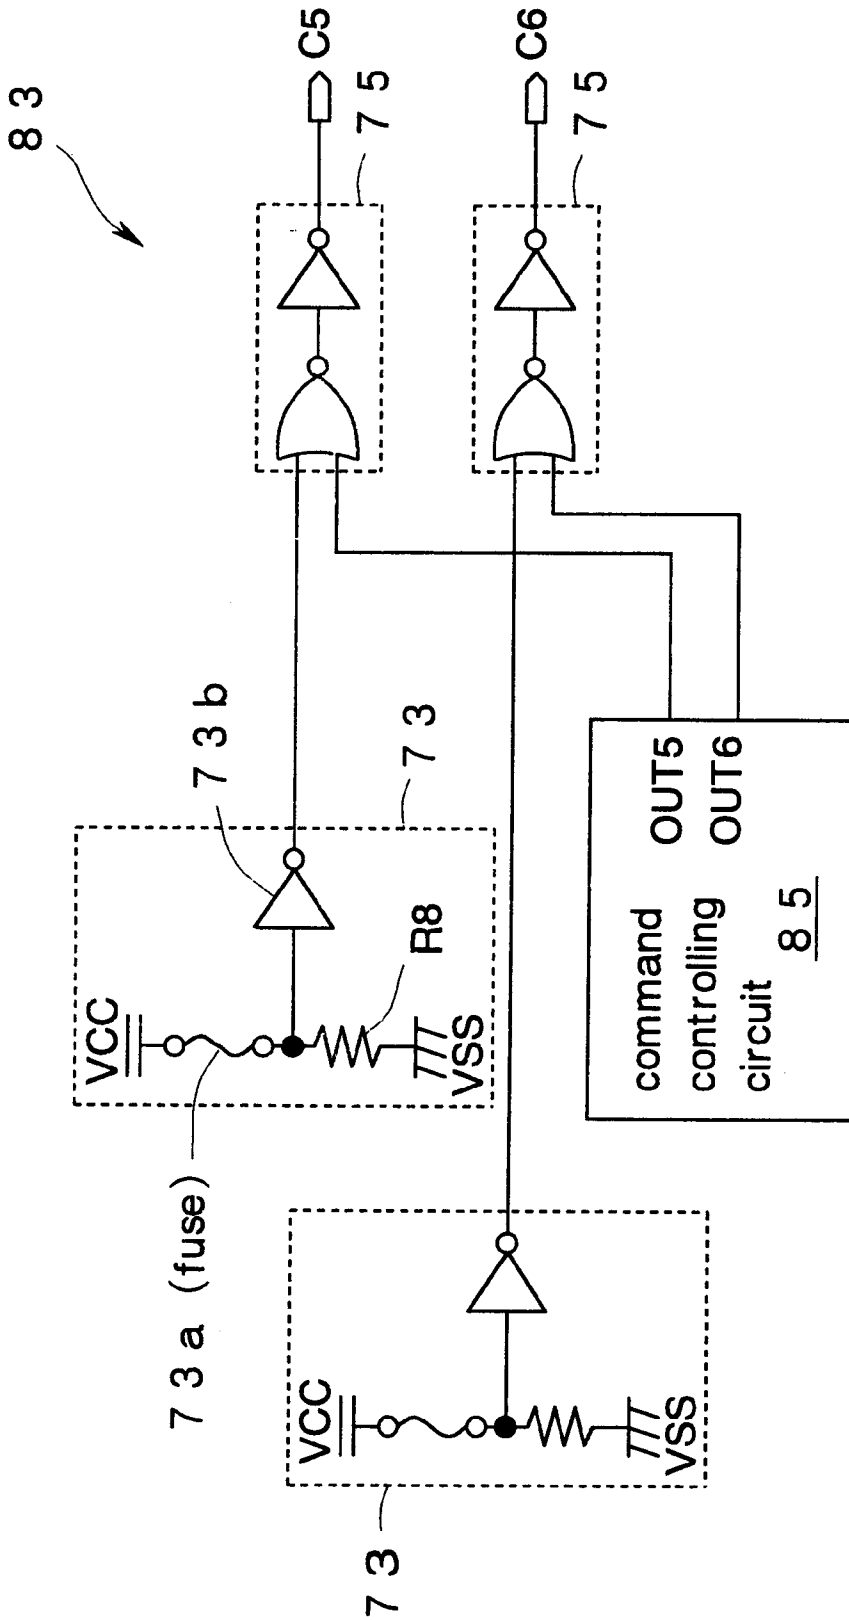 8 3
7 3 a (fuse)
VCC
7 3 b
R8
VSS
7 3
C5
7 5
7 3
VCC
VSS
C6
7 5
command
controlling
circuit
8 5
OUT5
OUT6